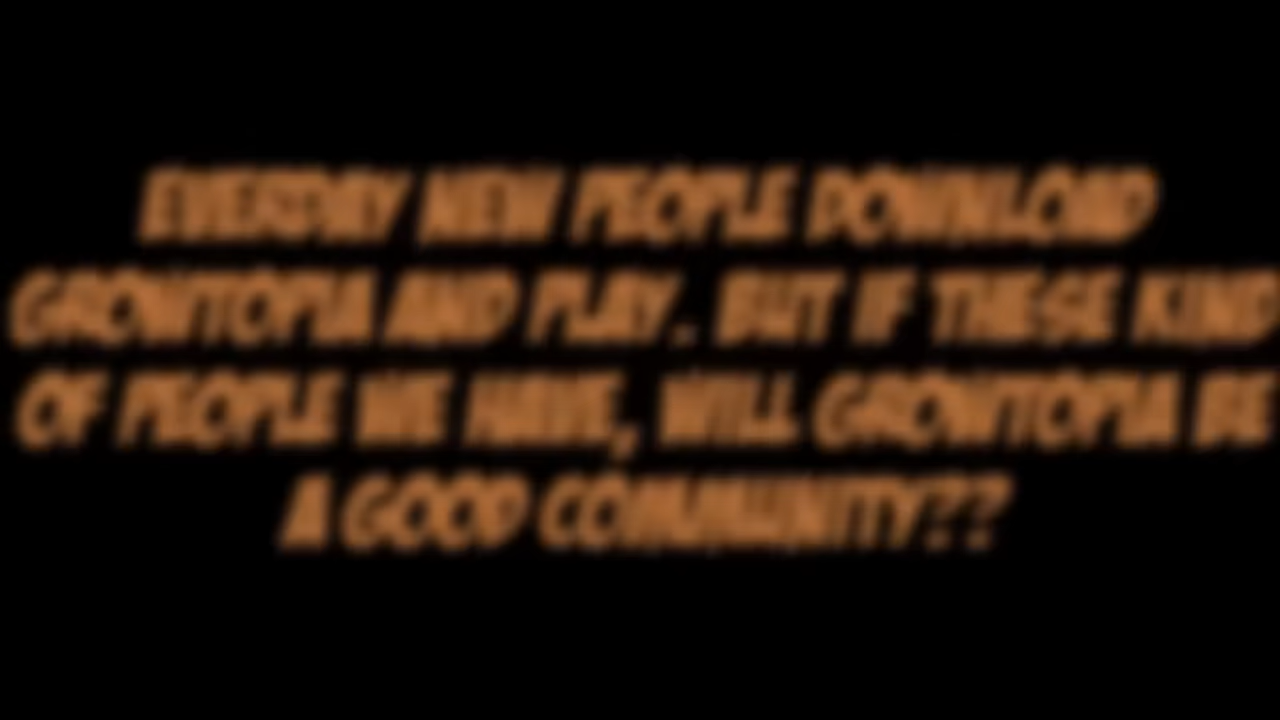 EVERDAY NEW PEOPLE DOWNLOAD
GROWTOPIA AND PLAY. BUT IF THESE KIND
OF PEOPLE WE HAVE, WILL GROWTOPIA BE
A GOOD COMMUNITY??